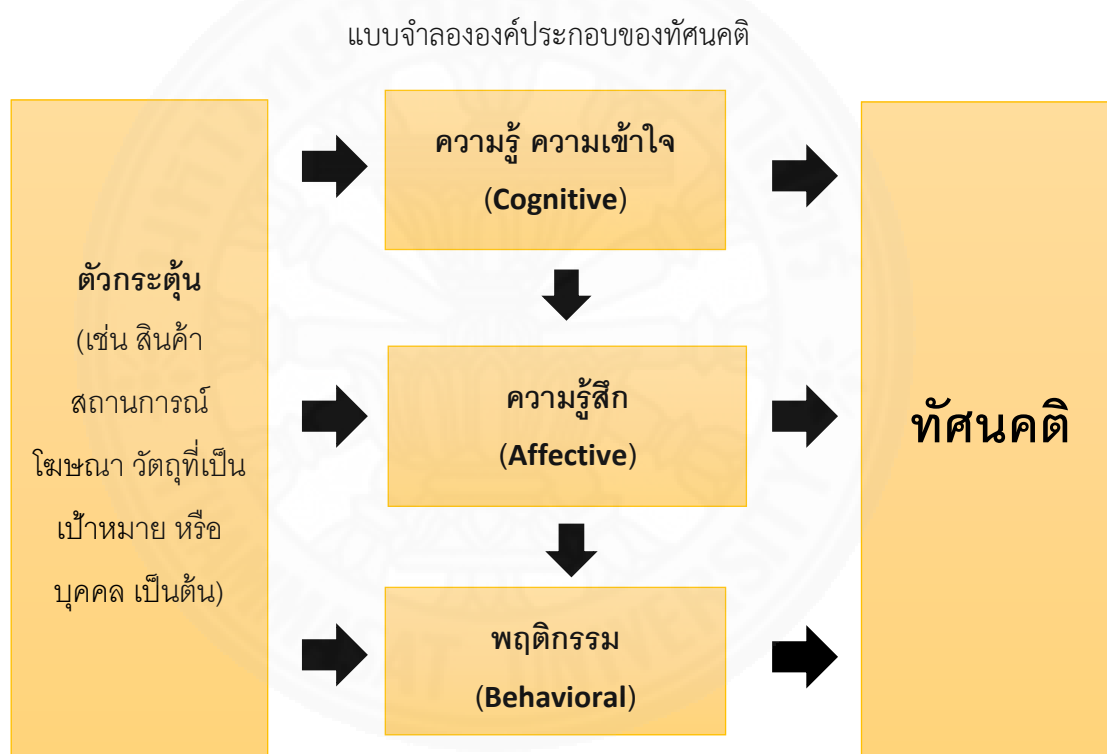 แบบจำลององค์ประกอบของทัศนคติ
ตัวกระตุ้น
(เช่น สินค้า
สถานการณ์
โฆษณา วัตถุที่เป็น
เป้าหมาย หรือ
บุคคล เป็นต้น)
ความรู้ ความเข้าใจ
(Cognitive)
ความรู้สึก
(Affective)
พฤติกรรม
(Behavioral)
ทัศนคติ